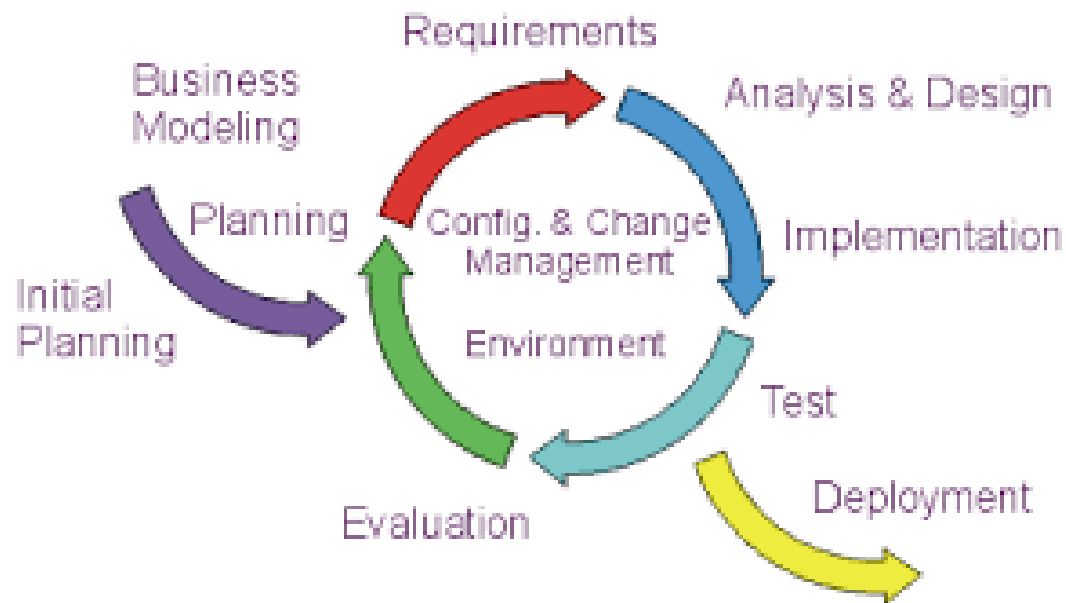 Requirements
Business
Modeling
Analysis & Design
Planning
Config. & Change
Management
Implementation
Initial
Planning
Environment
Test
Deployment
Evaluation